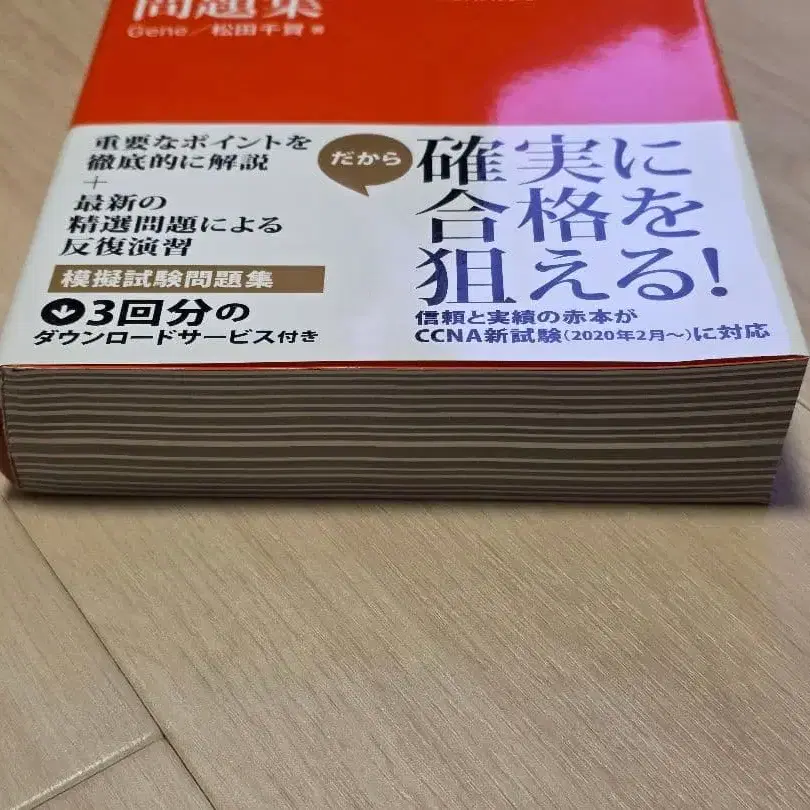 問題集
Gene／松田千賀 著
重要なポイントを
徹底的に解説
+
最新の
精選問題による
反復演習
模擬試験問題集
3回分の
ダウンロードサービス付き
だから
確実に
合格を
狙える!
信頼と実績の赤本が
CCNA新試験(2020年2月〜)に対応